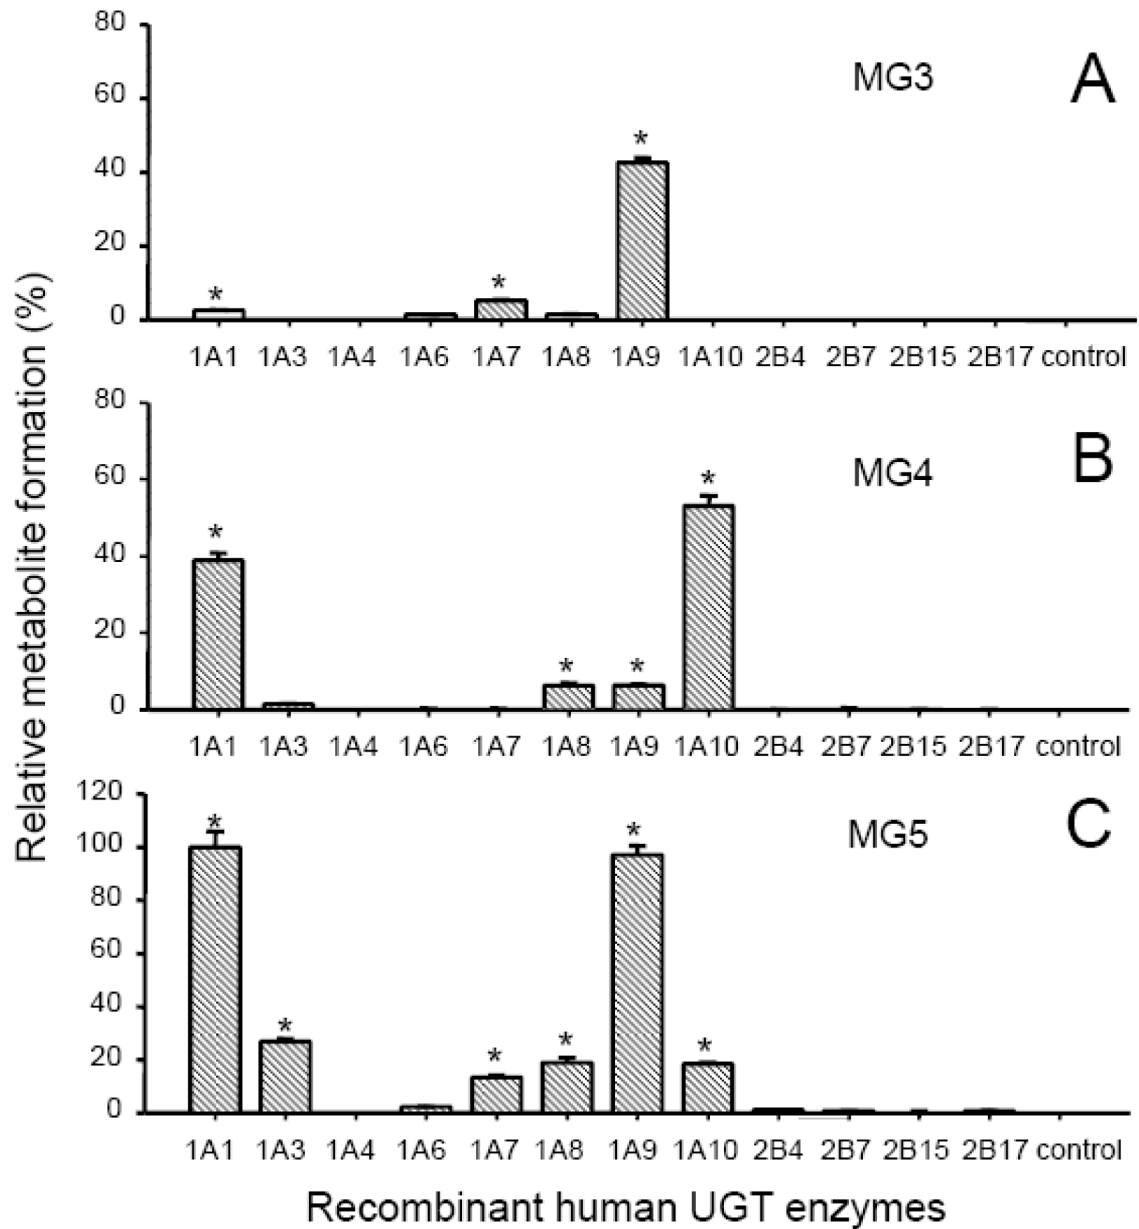 Relative metabolite formation (%)
80
60
40
20
0
MG3
A
*
*
*
1A1 1A3 1A4 1A6 1A7 1A8 1A9 1A10 2B4 2B7 2B15 2B17 control
80
60
40
20
0
MG4
B
*
*
*
*
1A1 1A3 1A4 1A6 1A7 1A8 1A9 1A10 2B4 2B7 2B15 2B17 control
120
100
80
60
40
20
0
MG5
C
*
*
*
*
*
*
1A1 1A3 1A4 1A6 1A7 1A8 1A9 1A10 2B4 2B7 2B15 2B17 control
Recombinant human UGT enzymes